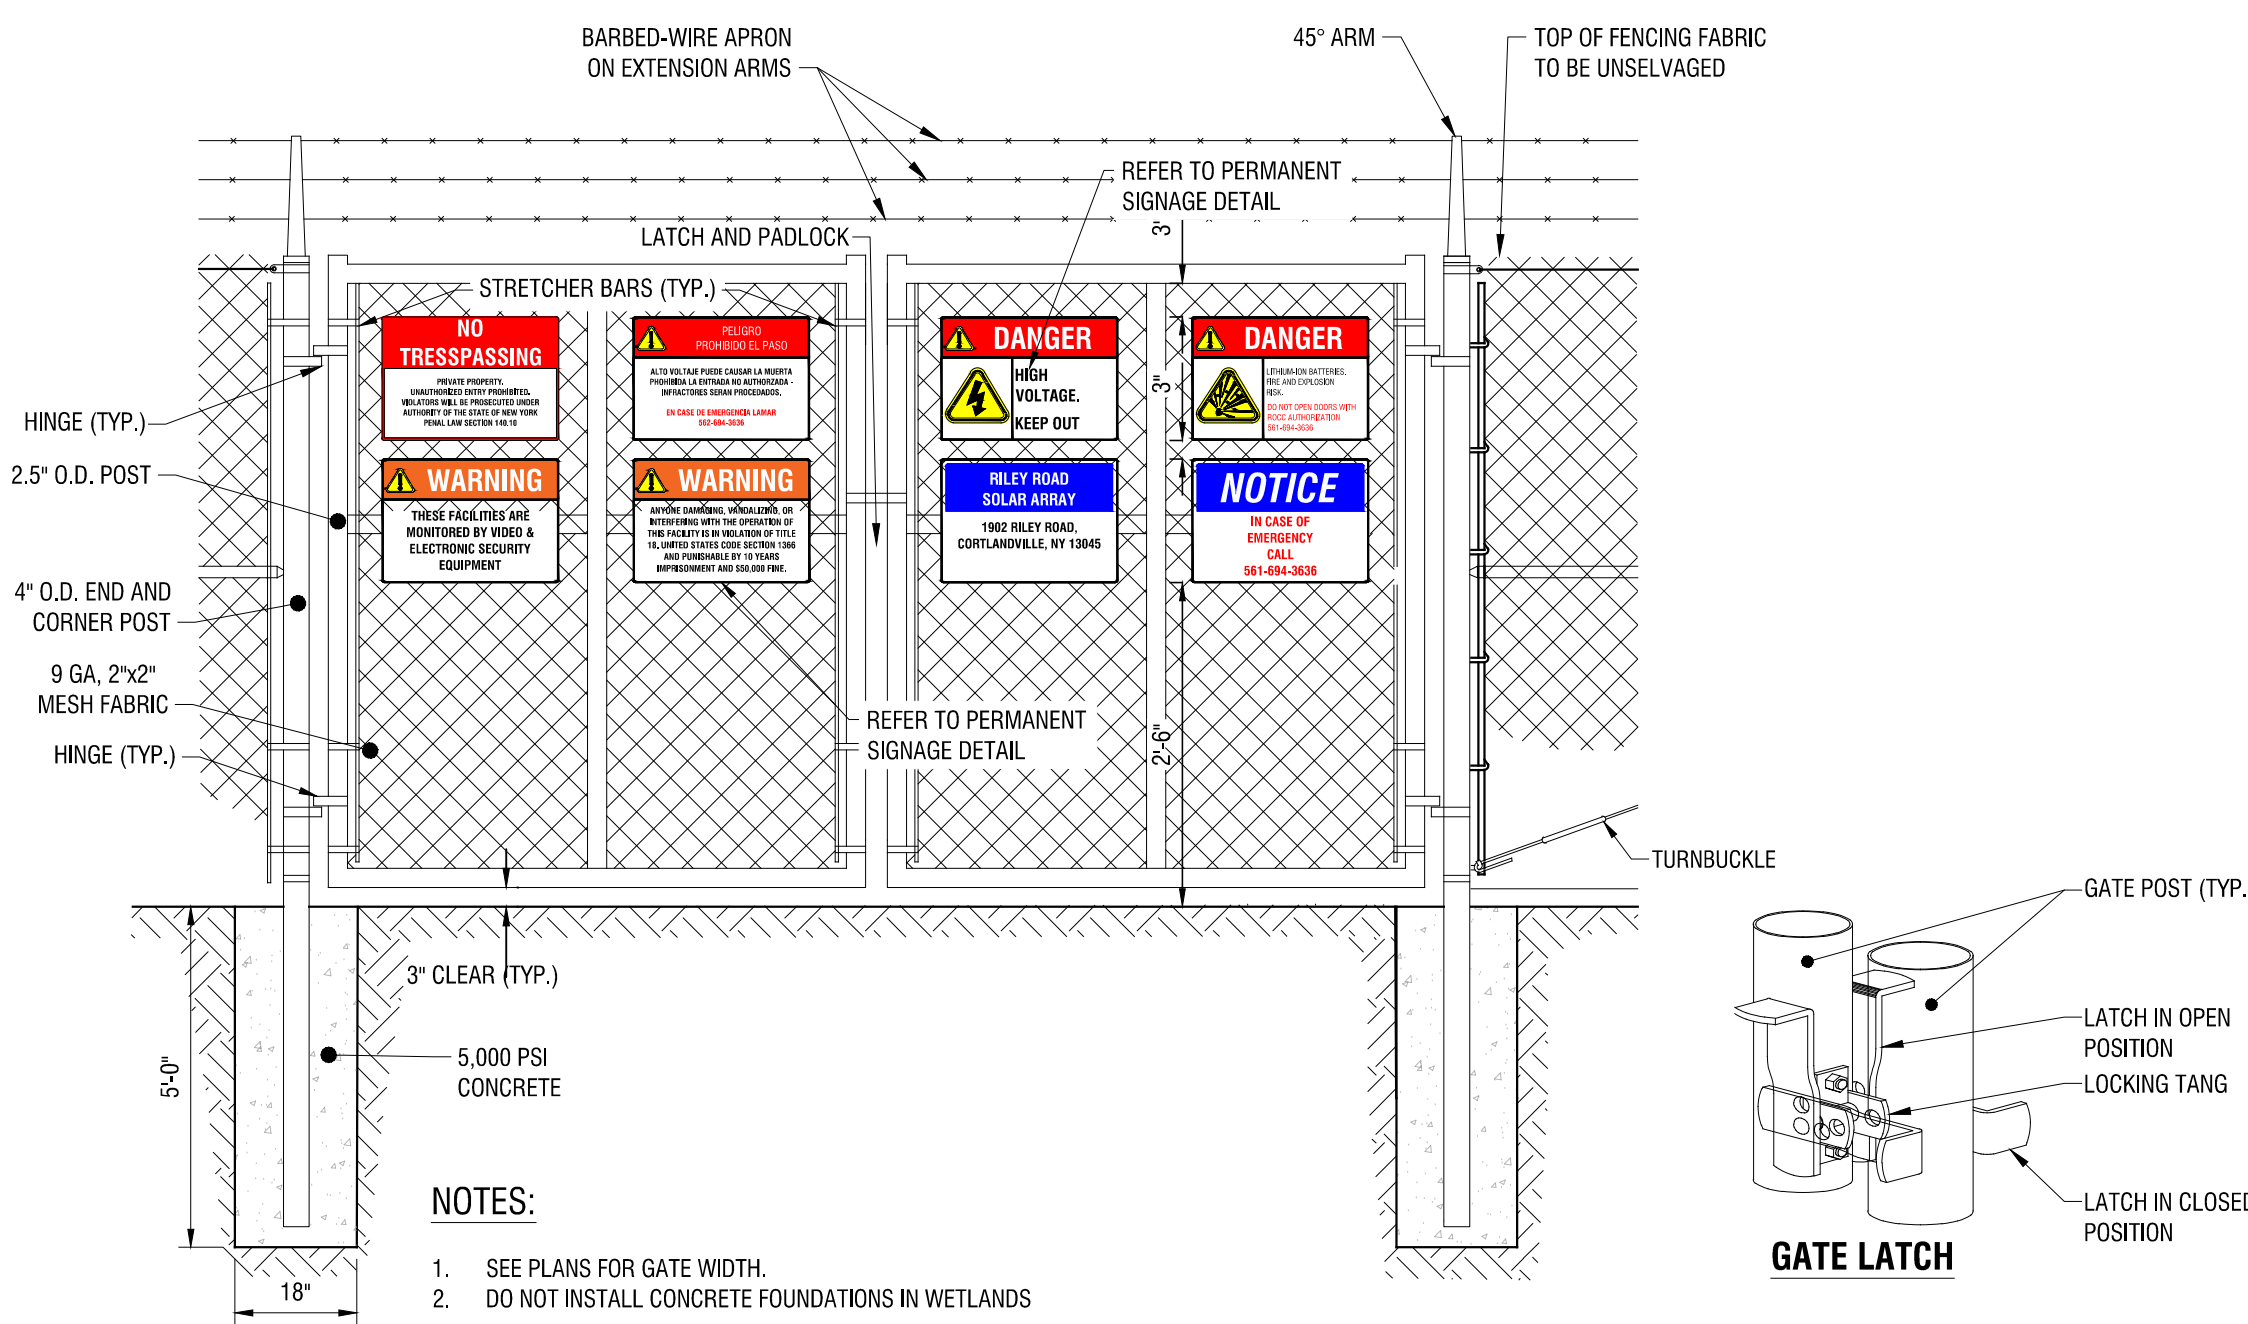 BARBED-WIRE APRON
ON EXTENSION ARMS
45° ARM
TOP OF FENCING FABRIC
TO BE UNSELVAGED
REFER TO PERMANENT
SIGNAGE DETAIL
3"
LATCH AND PADLOCK
STRETCHER BARS (TYP.)
NO
TRESSPASSING
PRIVATE PROPERTY.
UNAUTHORIZED ENTRY PROHIBITED.
VIOLATORS WILL BE PROSECUTED UNDER
AUTHORITY OF THE STATE OF NEW YORK
PENAL LAW SECTION 140.10
PELIGRO
PROHIBIDO EL PASO
ALTO VOLTAJE PUEDE CAUSAR LA MUERTA
PHOHIBIDA LA ENTRADA NO AUTHORZADA -
INFRACTORES SERAN PROCEDADOS.
EN CASE DE EMERGENCIA LAMAR
562-694-3636
DANGER
HIGH
VOLTAGE.
KEEP OUT
3"
DANGER
LITHIUM-ION BATTERIES.
FIRE AND EXPLOSION
RISK.
DO NOT OPEN DOORS WITH
ROCC AUTHORIZATION
561-694-3636
WARNING
THESE FACILITIES ARE
MONITORED BY VIDEO &
ELECTRONIC SECURITY
EQUIPMENT
WARNING
ANYONE DAMAGING, VANDALIZING, OR
INTERFERING WITH THE OPERATION OF
THIS FACILITY IS IN VIOLATION OF TITLE
18, UNITED STATES CODE SECTION 1366
AND PUNISHABLE BY 10 YEARS
IMPRISONMENT AND $50,000 FINE.
RILEY ROAD
SOLAR ARRAY
1902 RILEY ROAD,
CORTLANDVILLE, NY 13045
NOTICE
IN CASE OF
EMERGENCY
CALL
561-694-3636
HINGE (TYP.)
2.5" O.D. POST
4" O.D. END AND
CORNER POST
9 GA, 2"x2"
MESH FABRIC
HINGE (TYP.)
REFER TO PERMANENT
SIGNAGE DETAIL
2'-6"
TURNBUCKLE
3" CLEAR (TYP.)
5'-0"
5,000 PSI
CONCRETE
18"
NOTES:
1. SEE PLANS FOR GATE WIDTH.
2. DO NOT INSTALL CONCRETE FOUNDATIONS IN WETLANDS
GATE POST (TYP.
LATCH IN OPEN
POSITION
LOCKING TANG
LATCH IN CLOSED
POSITION
GATE LATCH